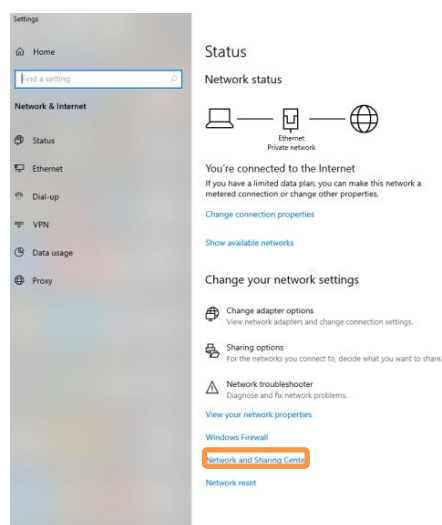 Settings
Home
Find a setting
Network & Internet
Status
Ethernet
Dial-up
VPN
Data usage
Proxy
Status
Network status
Ethernet
Private network
You're connected to the Internet
If you have a limited data plan, you can make this network a
metered connection or change other properties.
Change connection properties
Show available networks
Change your network settings
Change adapter options
View network adapters and change connection settings.
Sharing options
For the networks you connect to, decide what you want to share.
Network troubleshooter
Diagnose and fix network problems.
View your network properties
Windows Firewall
Network and Sharing Center
Network reset